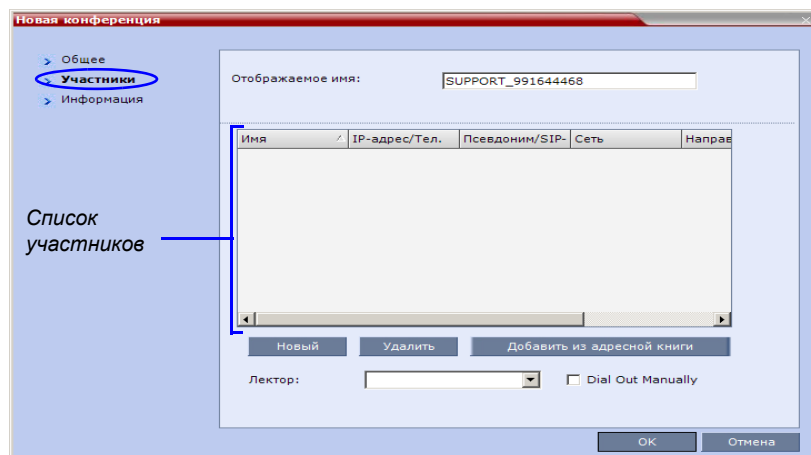 Новая конференция
Общее
Участники
Информация
Отображаемое имя: SUPPORT_991644468
Имя IP-адрес/Тел. Псевдоним/SIP- Сеть Направ
Список
участников
Новый Удалить Добавить из адресной книги
Лектор: Dial Out Manually
OK Отмена